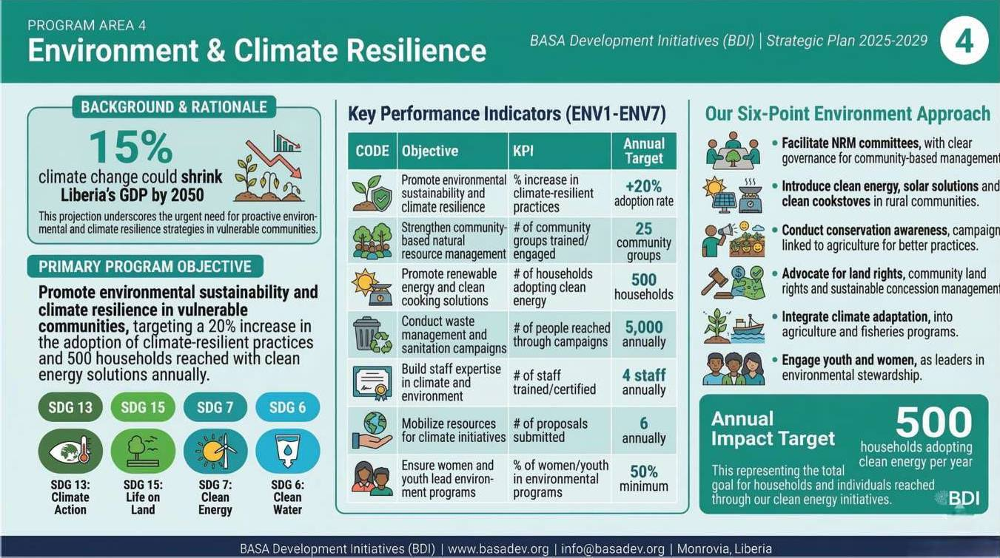 PROGRAM AREA 4
Environment & Climate Resilience
BASA Development Initiatives (BDI) | Strategic Plan 2025-2029
4
BACKGROUND & RATIONALE
15%
climate change could shrink
Liberia's GDP by 2050
This projection underscores the urgent need for proactive environ-
mental and climate resilience strategies in vulnerable communities.
PRIMARY PROGRAM OBJECTIVE
Promote environmental sustainability and
climate resilience in vulnerable
communities, targeting a 20% increase in
the adoption of climate-resilient practices
and 500 households reached with clean
energy solutions annually.
SDG 13
SDG 15
SDG 7
SDG 6
SDG 13:
Climate
Action
SDG 15:
Life on
Land
SDG 7:
Clean
Energy
SDG 6:
Clean
Water
Key Performance Indicators (ENV1-ENV7)
CODE
Objective
KPI
Annual
Target
Promote environmental
sustainability and
climate resilience
% increase in
climate-resilient
practices
+20%
adoption rate
Strengthen community-
based natural
resource management
# of community
groups trained/
engaged
25
community
groups
Promote renewable
energy and clean
cooking solutions
# of households
adopting clean
energy
500
households
Conduct waste
management and
sanitation campaigns
# of people reached
through campaigns
5,000
annually
Build staff expertise
in climate and
environment
# of staff
trained/certified
4 staff
annually
Mobilize resources
for climate initiatives
# of proposals
submitted
6
annually
Ensure women and
youth lead environ-
ment programs
% of women/youth
in environmental
programs
50%
minimum
Our Six-Point Environment Approach
• Facilitate NRM committees, with clear
governance for community-based management
• Introduce clean energy, solar solutions and
clean cookstoves in rural communities.
• Conduct conservation awareness, campaign
linked to agriculture for better practices.
• Advocate for land rights, community land
rights and sustainable concession management
• Integrate climate adaptation, into
agriculture and fisheries programs.
• Engage youth and women, as leaders in
environmental stewardship.
Annual
Impact Target
500
households adopting
clean energy per year
This representing the total
goal for households and individuals reached
through our clean energy initiatives.
BDI
BASA Development Initiatives (BDI) | www.basadev.org | info@basadev.org | Monrovia, Liberia